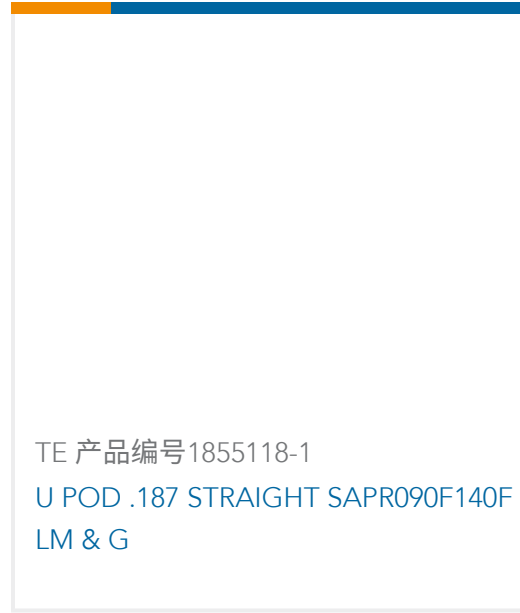 TE 产品编号1855118-1
U POD .187 STRAIGHT SAPR090F140F
LM & G